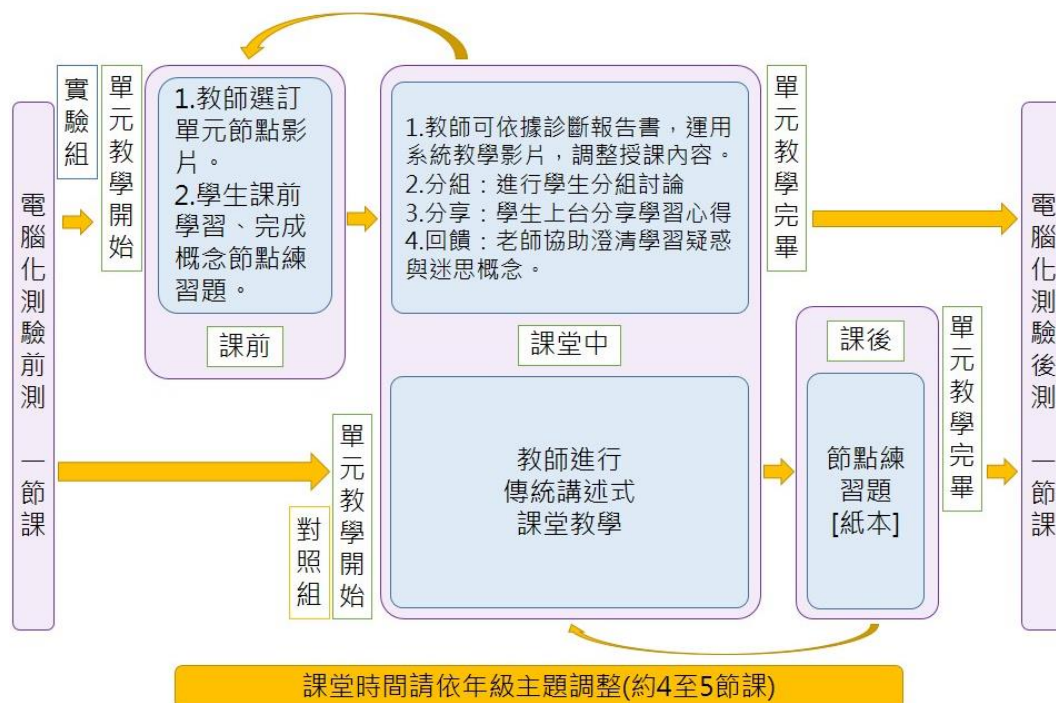 電腦化測驗前測 一節課
實驗組
單元教學開始
1.教師選訂
單元節點影
片。
2.學生課前
學習、完成
概念節點練
習題。
課前
1.教師可依據診斷報告書，運用
系統教學影片，調整授課內容。
2.分組：進行學生分組討論
3.分享：學生上台分享學習心得
4.回饋：老師協助澄清學習疑惑
與迷思概念。
課堂中
單元教學完畢
對照組
單元教學開始
教師進行
傳統講述式
課堂教學
課後
節點練
習題
[紙本]
單元教學完畢
電腦化測驗後測 一節課
課堂時間請依年級主題調整(約4至5節課)